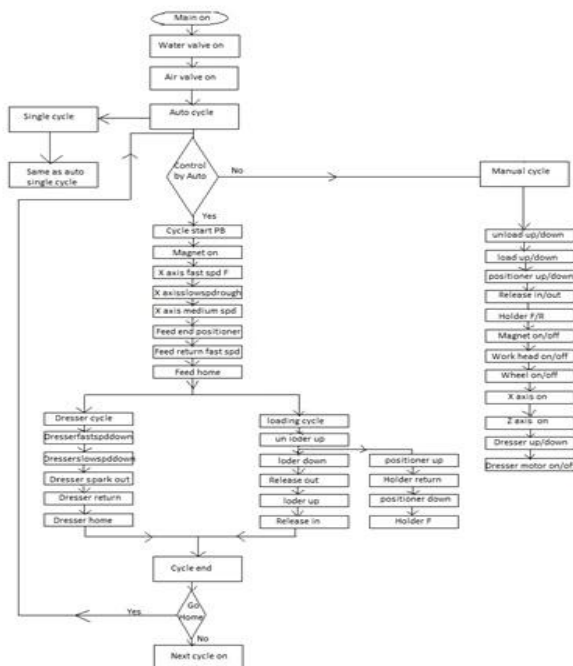 Main on
Water valve on
Air valve on
Single cycle
Auto cycle
Same as auto
single cycle
Control
by Auto
No
Manual cycle
Yes
Cycle start PB
Magnet on
X axis fast spd F
X axisslowspdrough
X axis medium spd
Feed end positioner
Feed return fast spd
Feed home
unload up/down
load up/down
positioner up/down
Release in/out
Holder F/R
Magnet on/off
Work head on/off
Wheel on/off
X axis on
Z axis on
Dresser up/down
Dresser motor on/off
Dresser cycle
Dresserfastspddown
Dresserslowspddown
Dresser spark out
Dresser return
Dresser home
loading cycle
un loder up
loder down
Release out
loder up
Release in
positioner up
Holder return
positioner down
Holder F
Cycle end
Yes
Go
Home
No
Next cycle on